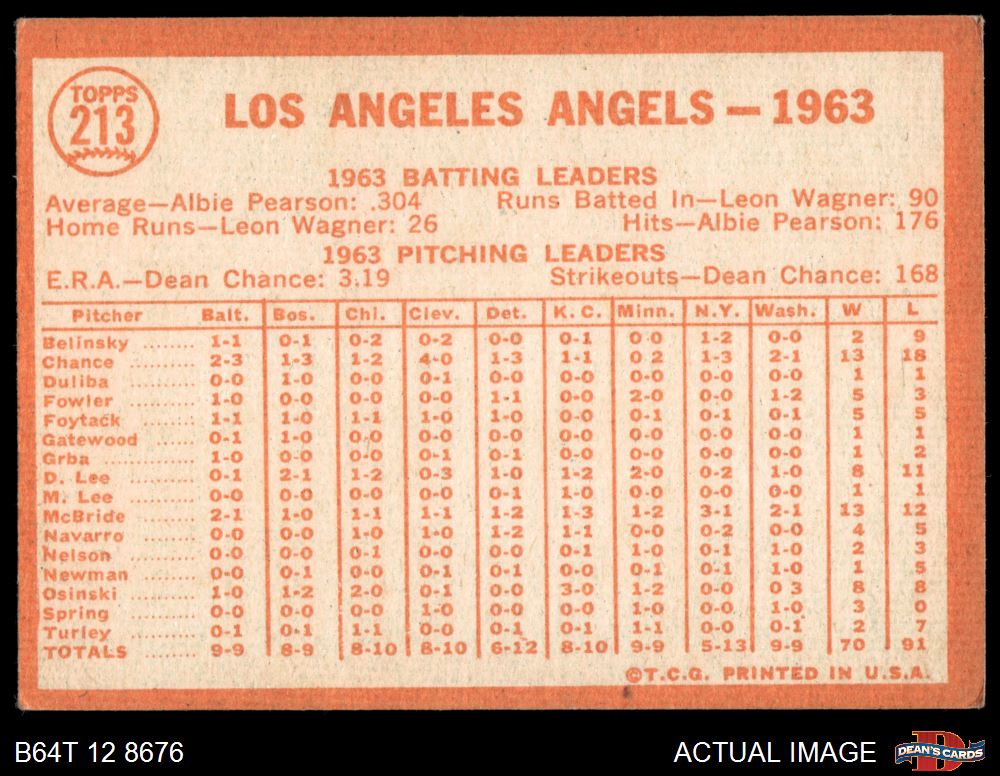 TOPPS
213
LOS ANGELES ANGELS — 1963
1963 BATTING LEADERS
Average—Albie Pearson: .304 Runs Batted In—Leon Wagner: 90
Home Runs—Leon Wagner: 26 Hits—Albie Pearson: 176
1963 PITCHING LEADERS
E.R.A.—Dean Chance: 3.19 Strikeouts—Dean Chance: 168
Pitcher Balt. Bos. Chi. Clev. Det. K.C. Minn. N.Y. Wash. W L
Belinsky ........ 1-1 0-1 0-2 0-2 0-0 0-1 0-0 1-2 0-0 2 9
Chance .......... 2-3 1-3 1-2 4-0 1-3 1-1 0 2 1-3 2-1 13 18
Duliba .......... 0-0 1-0 0-0 0-1 0-0 0-0 0-0 0-0 0-0 1 1
Fowler .......... 1-0 0-0 0-0 0-0 1-1 0-0 2-0 0-0 1-2 5 3
Foytack ........ 1-1 1-0 1-1 1-0 1-0 0-0 0-1 0-1 0-1 5 5
Gatewood ...... 0-1 1-0 0-0 0-0 0-0 0-0 0-0 0-0 0-0 1 1
Grba .............. 1-0 0-0 0-0 0-1 0-1 0-0 0-0 0-0 0-0 1 2
D. Lee ............ 0-1 2-1 1-2 0-3 1-0 1-2 2-0 0-2 1-0 8 11
M. Lee ........... 0-0 0-0 0-0 0-0 0-1 1-0 0-0 0-0 0-0 1 1
McBride ........ 2-1 1-0 1-1 1-1 1-2 1-3 1-2 3-1 2-1 13 12
Navarro ........ 0-0 0-0 1-0 1-0 1-2 1-1 0-0 0-2 0-0 4 5
Nelson .......... 0-0 0-0 0-1 0-0 0-0 0-1 1-0 0-1 1-0 2 3
Newman ........ 0-0 0-1 0-0 0-1 0-1 0-0 0-1 0-1 1-0 1 5
Osinski .......... 1-0 1-2 2-0 0-1 0-0 3-0 1-2 0-0 0 3 8 8
Spring ........... 0-0 0-0 0-0 1-0 0-0 0-0 1-0 0-0 1-0 3 0
Turley ........... 0-1 0-1 1-1 0-0 0-1 0-1 1-1 0-0 0-1 2 7
TOTALS ......... 9-9 8-9 8-10 8-10 6-12 8-10 9-9 5-13 9-9 70 91
©T.C.G. PRINTED IN U.S.A.
B64T 12 8676 ACTUAL IMAGE DEAN'S CARDS